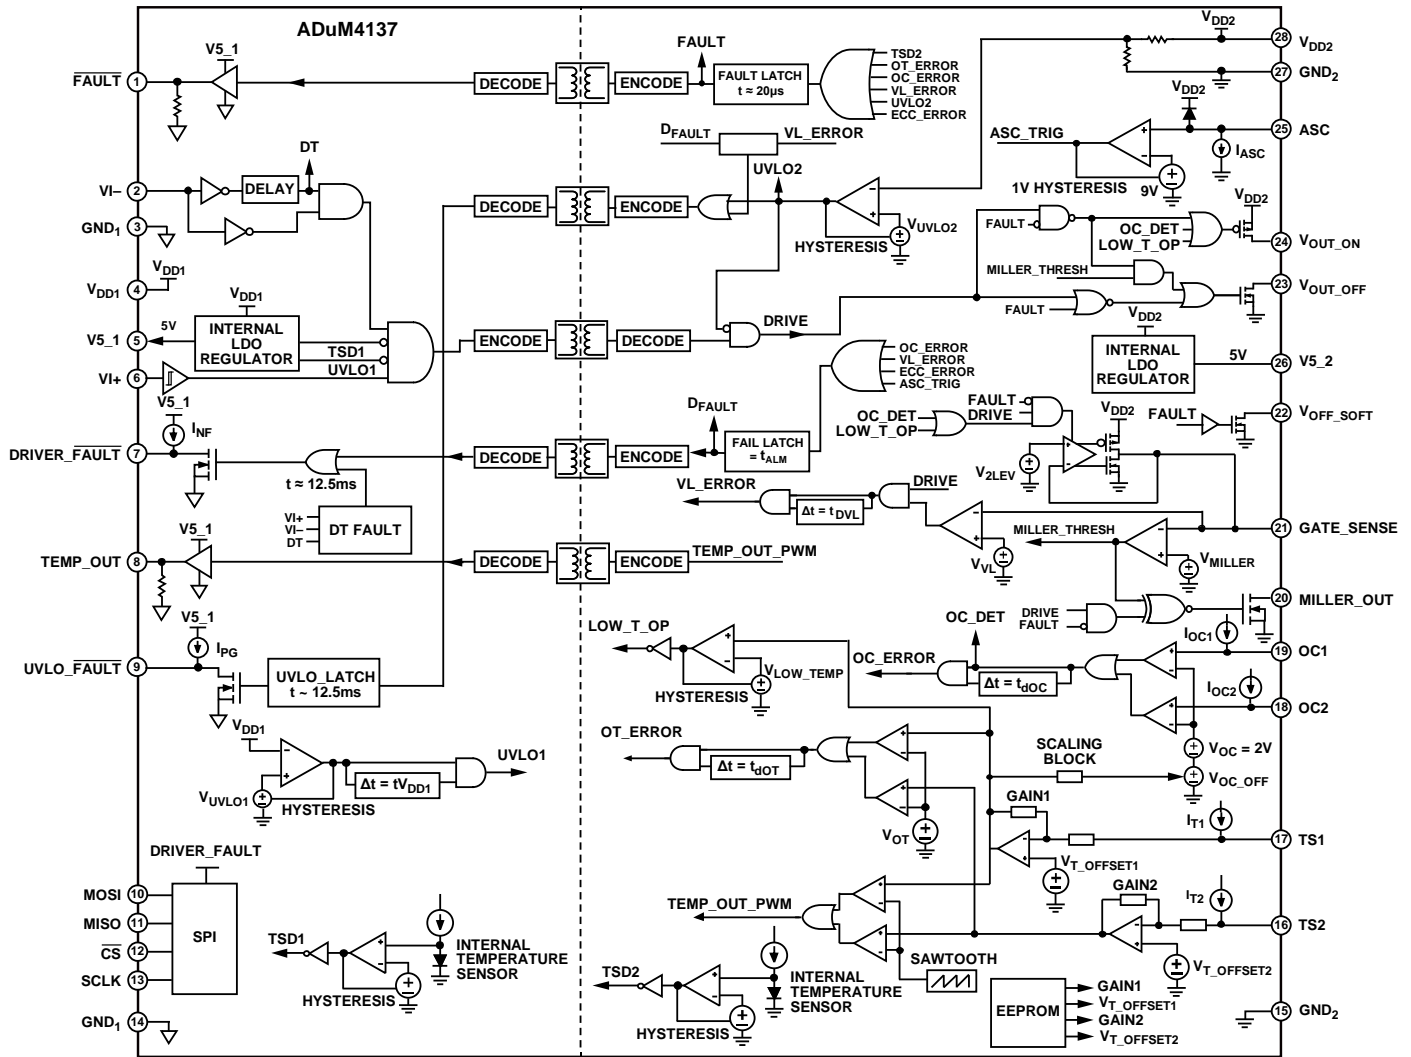 ADuM4137
V5_1
FAULT
1
DECODE
ENCODE
FAULT
FAULT LATCH
t ≈ 20µs
TSD2
OT_ERROR
OC_ERROR
VL_ERROR
UVLO2
ECC_ERROR
VDD2
28
VDD2
27
GND2
VDD2
ASC_TRIG
25
ASC
IASC
1V HYSTERESIS
9V
DFAULT
VL_ERROR
UVLO2
DT
VI–
2
DELAY
DECODE
ENCODE
VUVLO2
HYSTERESIS
GND1
3
VDD2
FAULT
OC_DET
LOW_T_OP
24
VOUT_ON
MILLER_THRESH
23
VOUT_OFF
FAULT
VDD1
VDD1
4
VDD1
V5_1
5
5V
INTERNAL
LDO
REGULATOR
TSD1
UVLO1
VI+
6
ENCODE
DECODE
DRIVE
VDD2
INTERNAL
LDO
REGULATOR
5V
26
V5_2
OC_ERROR
VL_ERROR
ECC_ERROR
ASC_TRIG
V5_1
INF
DRIVER_FAULT
7
t ≈ 12.5ms
DECODE
ENCODE
DFAULT
FAIL LATCH
= tALM
OC_DET
LOW_T_OP
FAULT
DRIVE
VDD2
V2LEV
FAULT
22
VOFF_SOFT
VI+
VI–
DT
DT FAULT
VL_ERROR
Δt = tDVL
DRIVE
VVL
MILLER_THRESH
VMILLER
21
GATE_SENSE
V5_1
TEMP_OUT
8
DECODE
ENCODE
TEMP_OUT_PWM
DRIVE
FAULT
20
MILLER_OUT
V5_1
IPG
UVLO_FAULT
9
UVLO_LATCH
t ~ 12.5ms
LOW_T_OP
VLOW_TEMP
HYSTERESIS
OC_DET
OC_ERROR
Δt = tdOC
IOC1
19
OC1
IOC2
18
OC2
VOC = 2V
VOC_OFF
SCALING
BLOCK
VDD1
VUVLO1
HYSTERESIS
Δt = tVDD1
UVLO1
OT_ERROR
Δt = tdOT
VOT
GAIN1
IT1
17
TS1
VT_OFFSET1
DRIVER_FAULT
MOSI
10
MISO
11
CS
12
SCLK
13
SPI
GND1
14
TSD1
HYSTERESIS
INTERNAL
TEMPERATURE
SENSOR
TEMP_OUT_PWM
GAIN2
IT2
16
TS2
VT_OFFSET2
SAWTOOTH
TSD2
HYSTERESIS
INTERNAL
TEMPERATURE
SENSOR
EEPROM
GAIN1
VT_OFFSET1
GAIN2
VT_OFFSET2
15
GND2